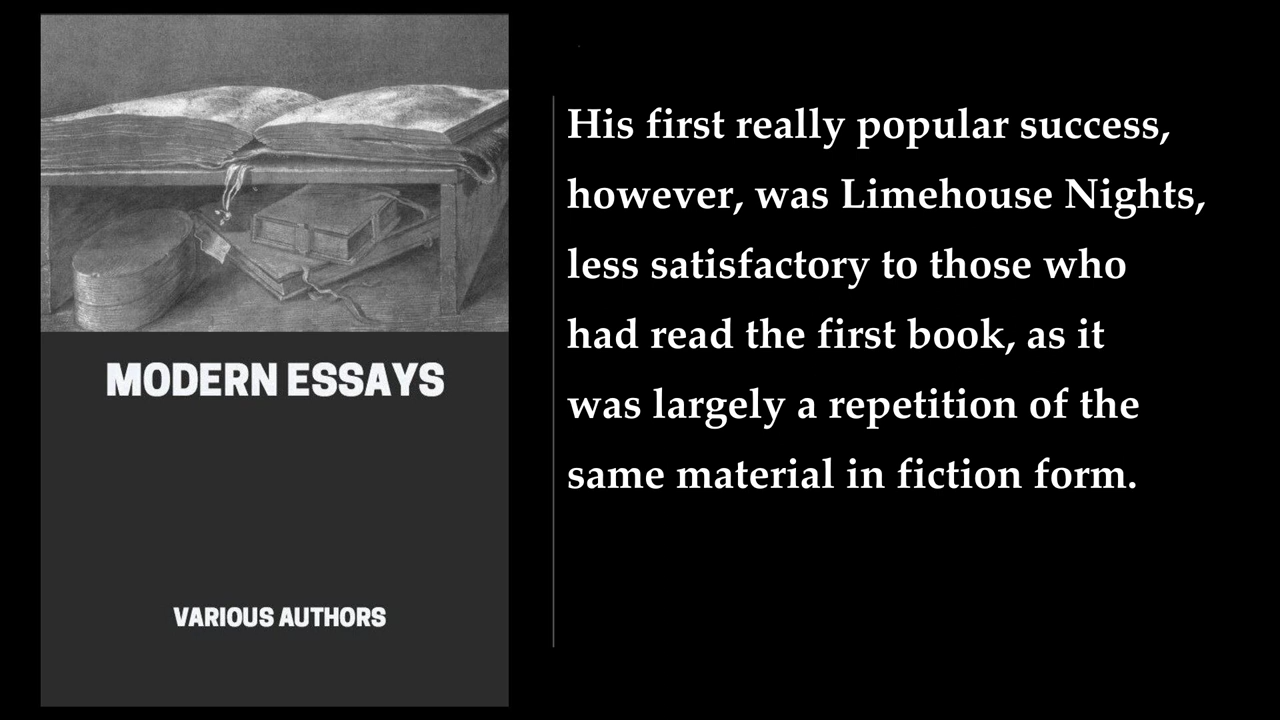 MODERN ESSAYS
VARIOUS AUTHORS
His first really popular success,
however, was Limehouse Nights,
less satisfactory to those who
had read the first book, as it
was largely a repetition of the
same material in fiction form.